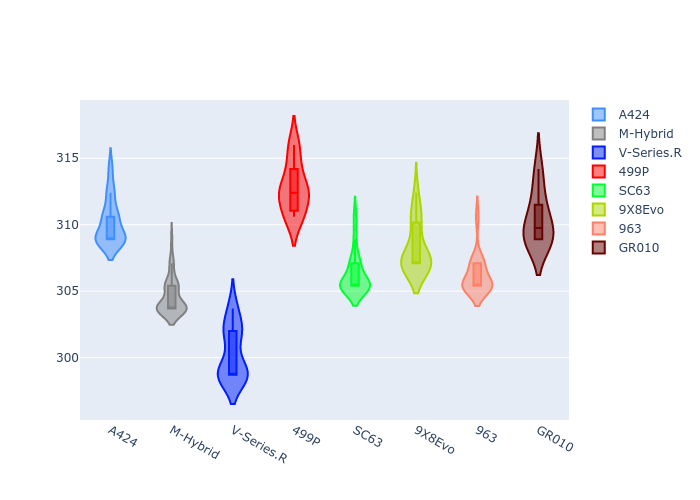 315
310
305
300
A424
M-Hybrid
V-Series.R
499P
SC63
9X8Evo
963
GR010
A424
M-Hybrid
V-Series.R
499P
SC63
9X8Evo
963
GR010